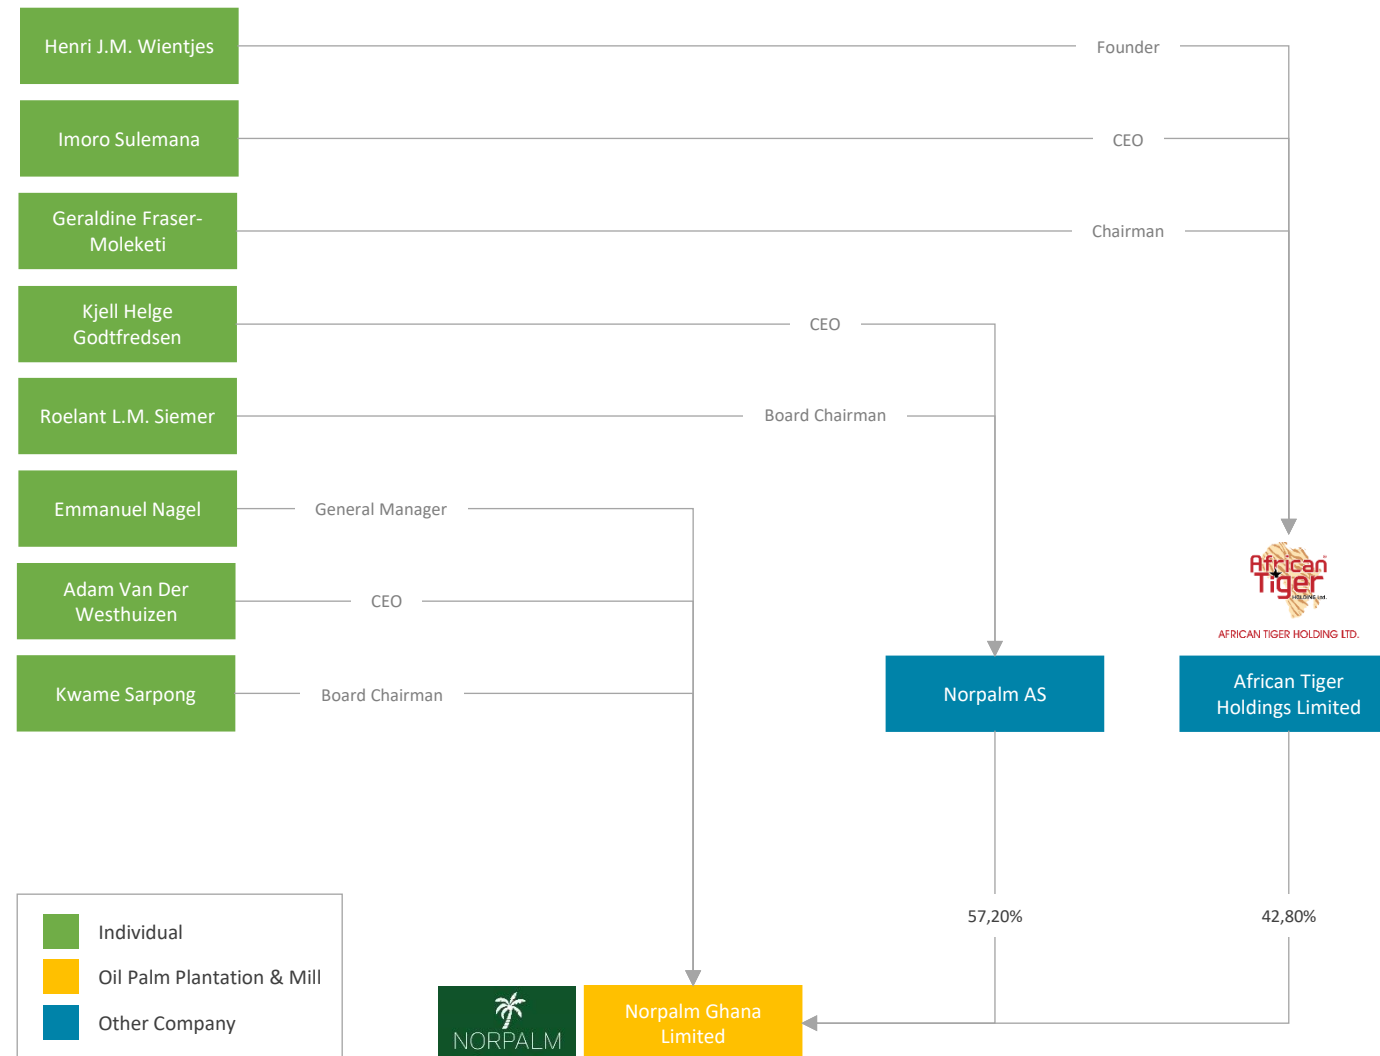 Henri J.M. Wientjes
Founder
Imoro Sulemana
CEO
Geraldine Fraser-
Moleketi
Chairman
Kjell Helge
Godtfredsen
CEO
Roelant L.M. Siemer
Board Chairman
Emmanuel Nagel
General Manager
Adam Van Der
Westhuizen
CEO
Kwame Sarpong
Board Chairman
African
Tiger
HOLDING Ltd.
AFRICAN TIGER HOLDING LTD.
Norpalm AS
African Tiger
Holdings Limited
57,20%
42,80%
Individual
Oil Palm Plantation & Mill
Other Company
NORPALM
Norpalm Ghana
Limited